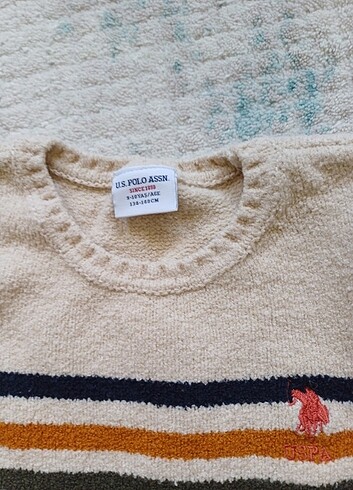 U.S. POLO ASSN.
SINCE 1890
9-10 YAŞ/AGE
134-140 CM
USPA